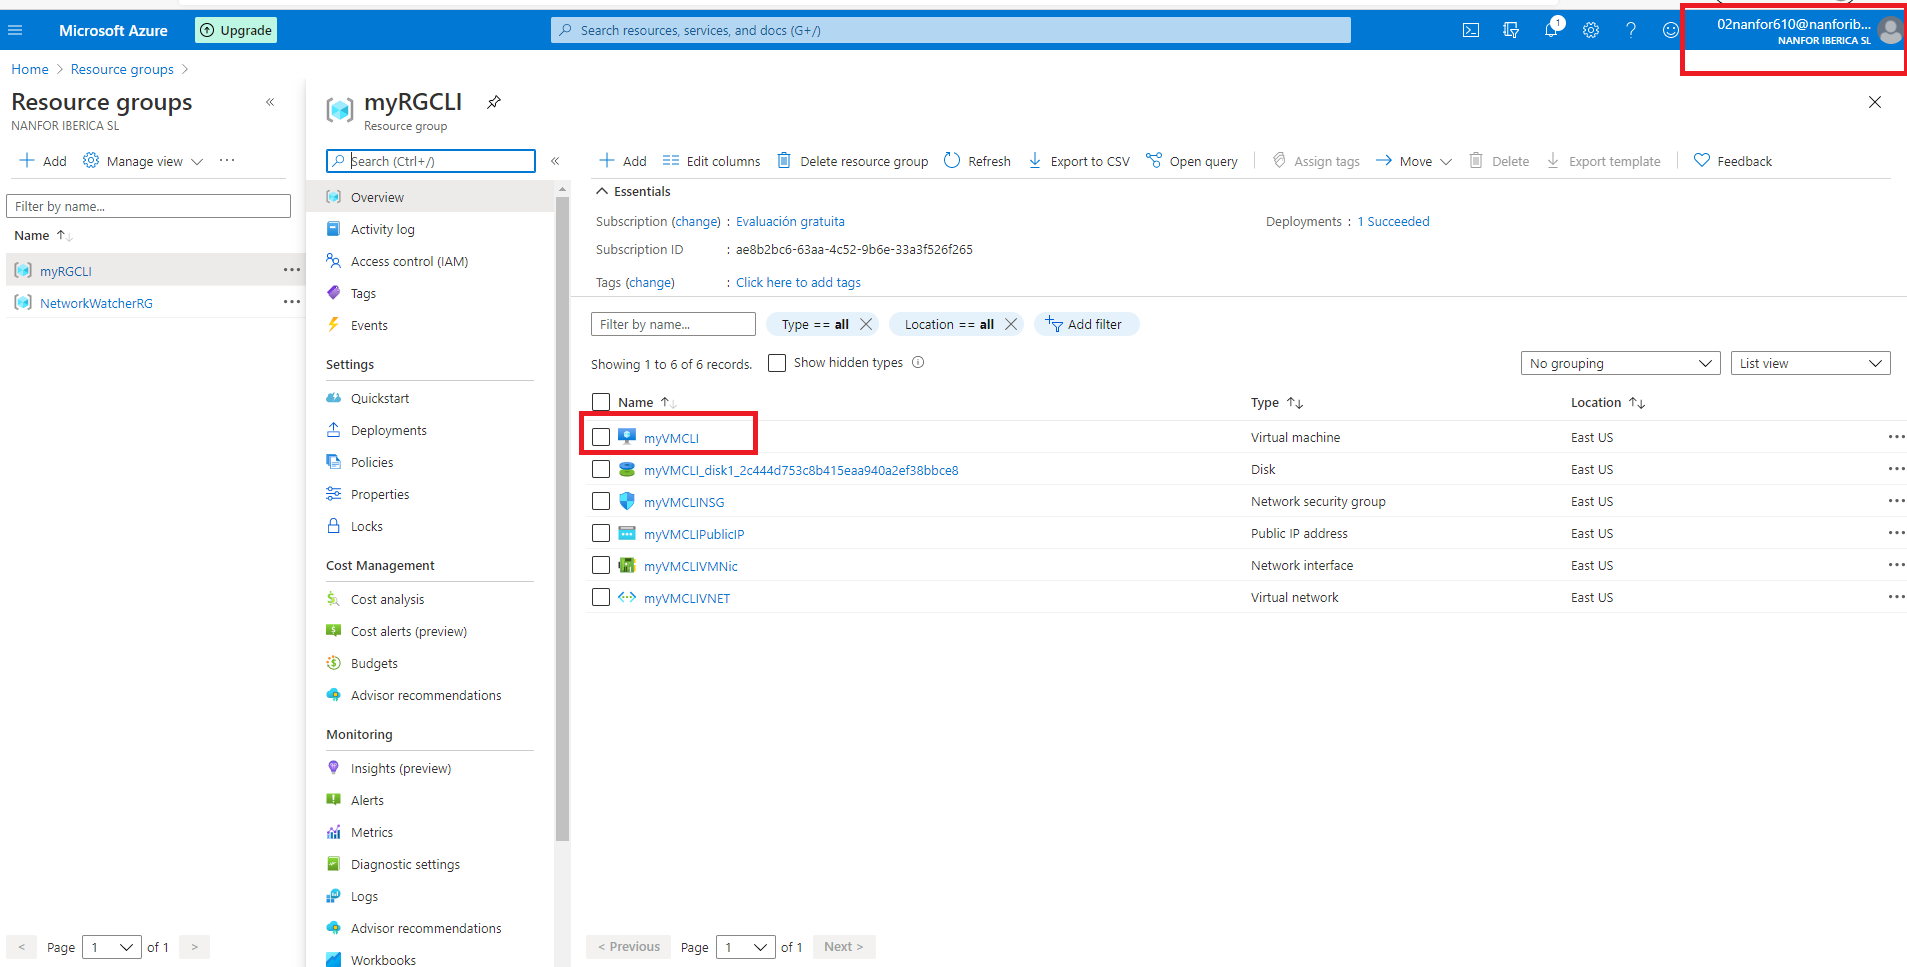 Microsoft Azure
Upgrade
Search resources, services, and docs (G+/)
1
02nanfor610@nanforib...
NANFOR IBERICA SL
Home > Resource groups >
Resource groups
NANFOR IBERICA SL
Add
Manage view
Filter by name...
Name
myRGCLI
NetworkWatcherRG
< Page 1 of 1 >
myRGCLI
Resource group
Search (Ctrl+/)
Overview
Activity log
Access control (IAM)
Tags
Events
Settings
Quickstart
Deployments
Policies
Properties
Locks
Cost Management
Cost analysis
Cost alerts (preview)
Budgets
Advisor recommendations
Monitoring
Insights (preview)
Alerts
Metrics
Diagnostic settings
Logs
Advisor recommendations
Workbooks
Add Edit columns Delete resource group Refresh Export to CSV Open query Assign tags Move Delete Export template Feedback
Essentials
Subscription (change) : Evaluación gratuita
Deployments : 1 Succeeded
Subscription ID : ae8b2bc6-63aa-4c52-9b6e-33a3f526f265
Tags (change) : Click here to add tags
Filter by name... Type == all Location == all Add filter
Showing 1 to 6 of 6 records. Show hidden types No grouping List view
Name Type Location
myVMCLI Virtual machine East US
myVMCLI_disk1_2c444d753c8b415eaa940a2ef38bbce8 Disk East US
myVMCLINSG Network security group East US
myVMCLIPublicIP Public IP address East US
myVMCLIVMNic Network interface East US
myVMCLIVNET Virtual network East US
< Previous Page 1 of 1 Next >